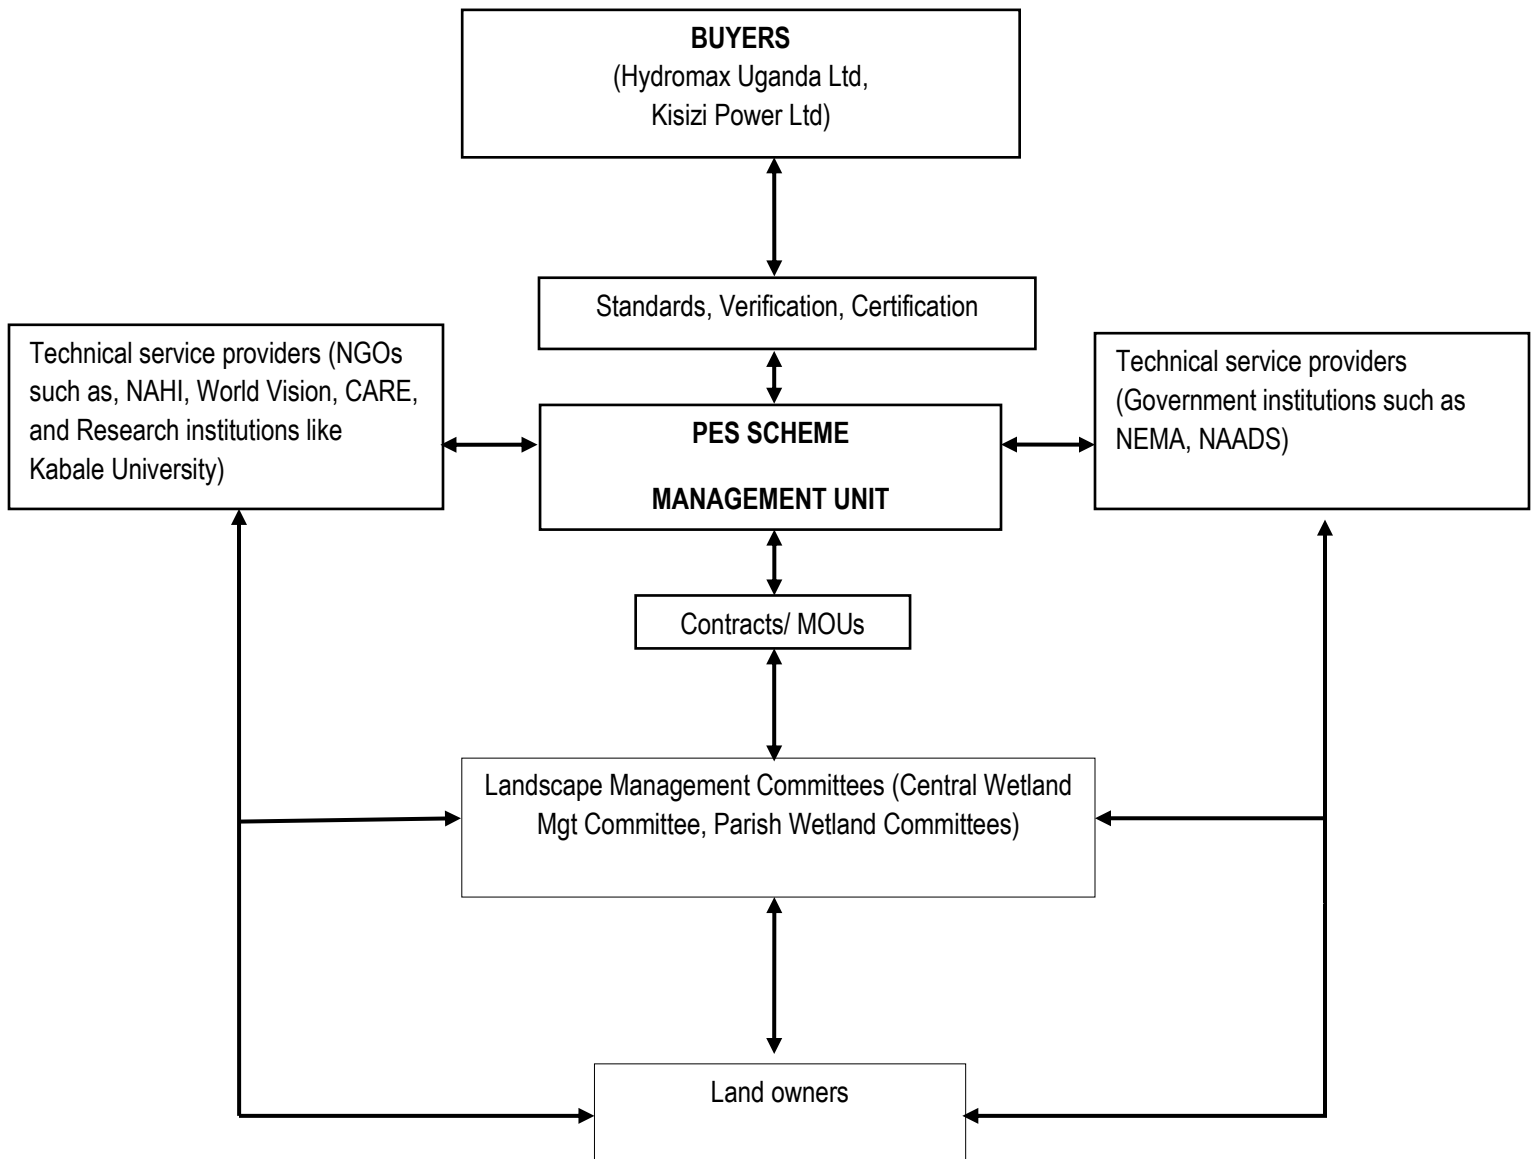 BUYERS
(Hydromax Uganda Ltd,
Kisizi Power Ltd)
Standards, Verification, Certification
Technical service providers (NGOs
such as, NAHI, World Vision, CARE,
and Research institutions like
Kabale University)
PES SCHEME
MANAGEMENT UNIT
Technical service providers
(Government institutions such as
NEMA, NAADS)
Contracts/ MOUs
Landscape Management Committees (Central Wetland
Mgt Committee, Parish Wetland Committees)
Land owners